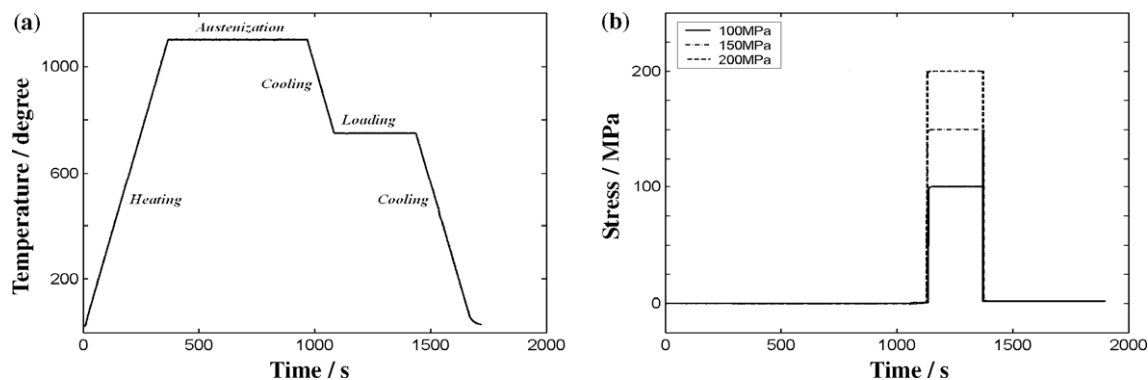 (a)
Temperature / degree
1000
600
200
Austenization
Cooling
Loading
Heating
Cooling
0
500
1000
1500
2000
Time / s
(b)
Stress / MPa
200
100
0
100MPa
150MPa
200MPa
0
500
1000
1500
2000
Time / s